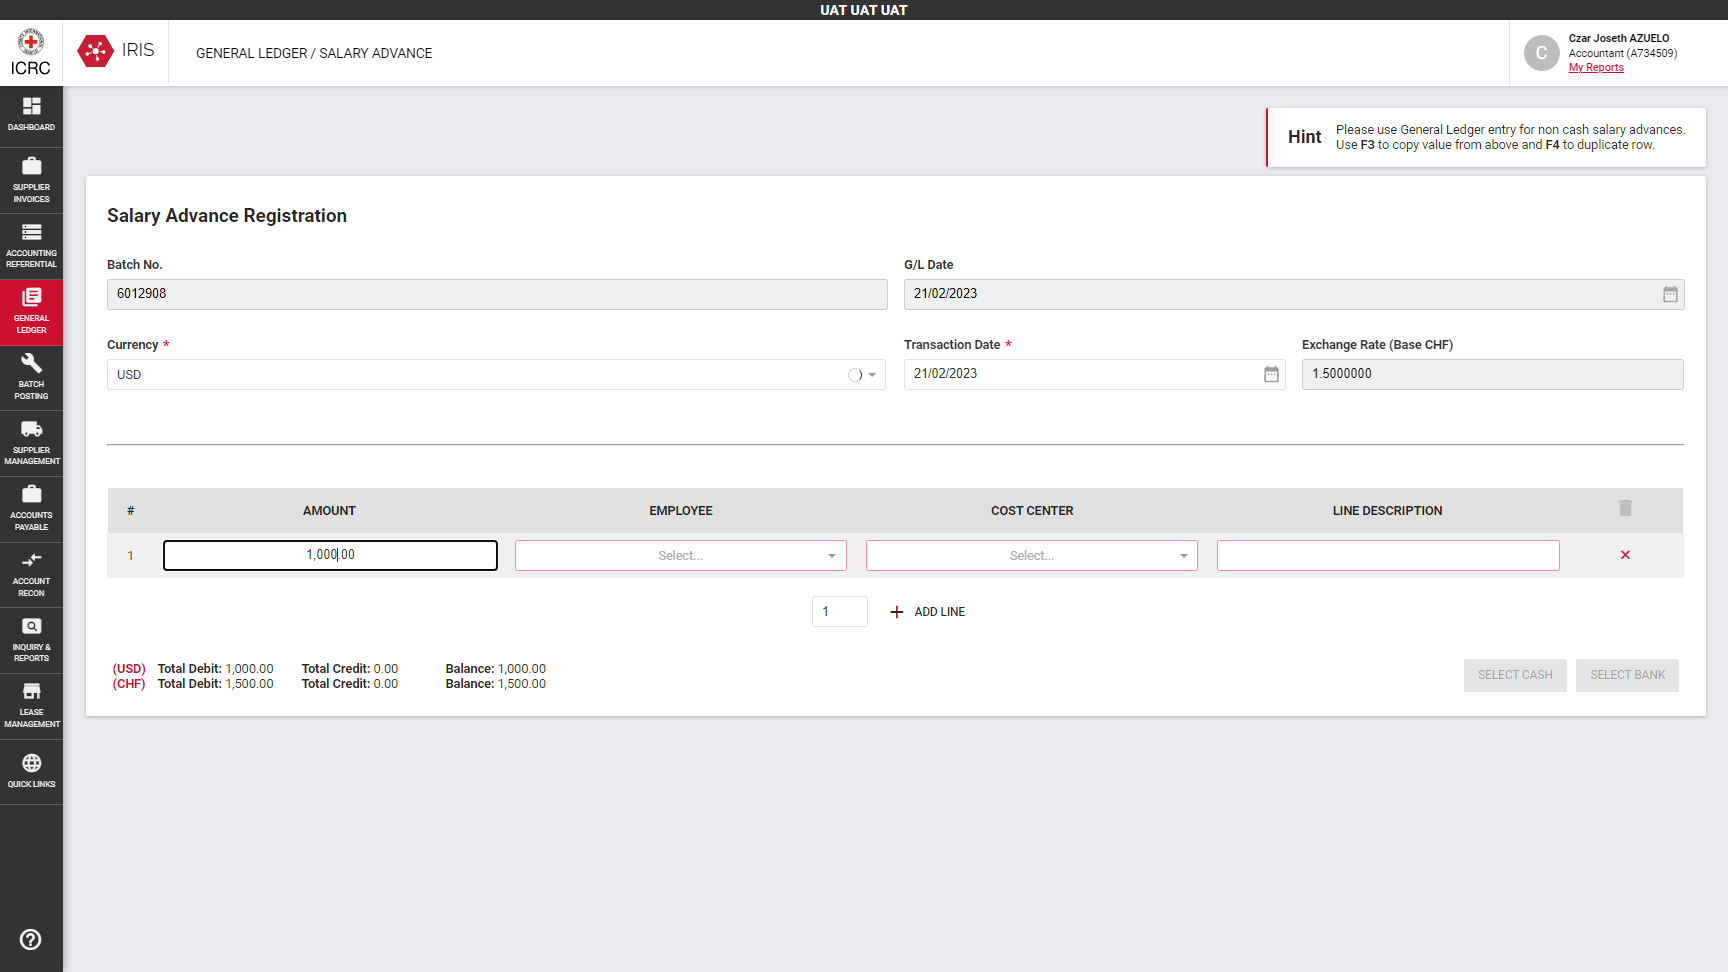 UAT UAT UAT
ICRC
IRIS
GENERAL LEDGER / SALARY ADVANCE
C
Czar Joseth AZUELO
Accountant (A734509)
My Reports
DASHBOARD
SUPPLIER
INVOICES
ACCOUNTING
REFERENTIAL
GENERAL
LEDGER
BATCH
POSTING
SUPPLIER
MANAGEMENT
ACCOUNTS
PAYABLE
ACCOUNT
RECON
INQUIRY &
REPORTS
LEASE
MANAGEMENT
QUICK LINKS
Hint
Please use General Ledger entry for non cash salary advances.
Use F3 to copy value from above and F4 to duplicate row.
Salary Advance Registration
Batch No.
6012908
G/L Date
21/02/2023
Currency *
USD
Transaction Date *
21/02/2023
Exchange Rate (Base CHF)
1.5000000
# AMOUNT EMPLOYEE COST CENTER LINE DESCRIPTION
1 1,000.00 Select... Select...
1 ADD LINE
(USD) Total Debit: 1,000.00 Total Credit: 0.00 Balance: 1,000.00
(CHF) Total Debit: 1,500.00 Total Credit: 0.00 Balance: 1,500.00
SELECT CASH SELECT BANK